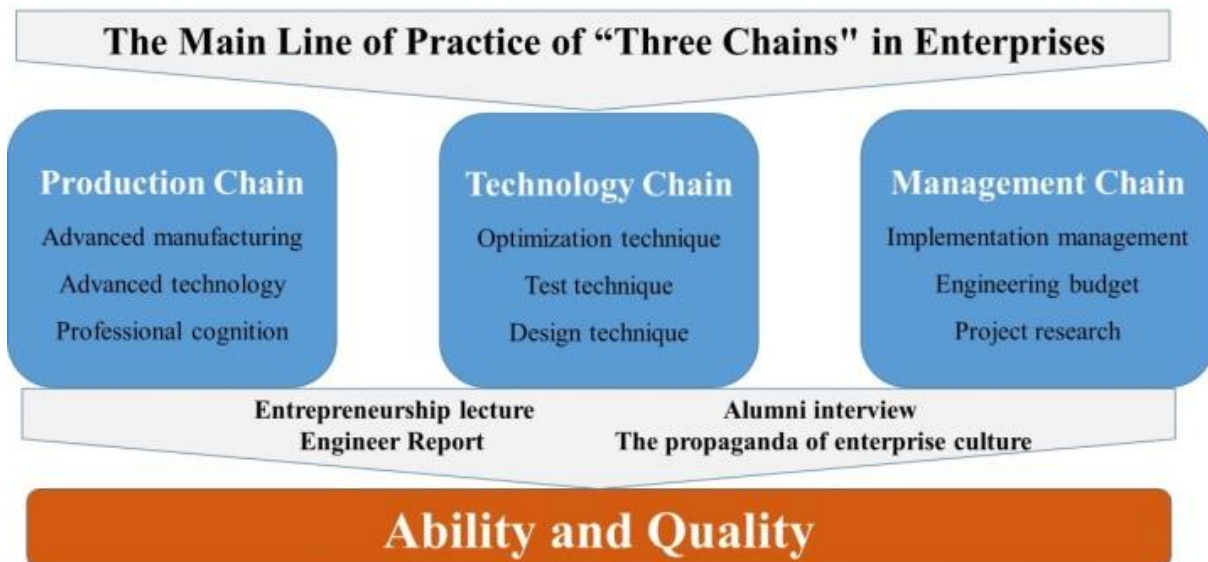 The Main Line of Practice of “Three Chains" in Enterprises
Production Chain
Advanced manufacturing
Advanced technology
Professional cognition
Technology Chain
Optimization technique
Test technique
Design technique
Management Chain
Implementation management
Engineering budget
Project research
Entrepreneurship lecture
Engineer Report
Alumni interview
The propaganda of enterprise culture
Ability and Quality